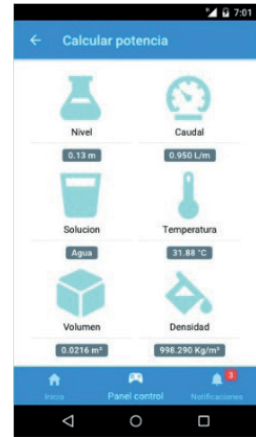 7:01
Calcular potencia
Nivel
Caudal
0.13 m
0.950 L/m
Solucion
Temperatura
Agua
31.88 °C
Volumen
Densidad
0.0216 m³
998.290 Kg/m³
3
Inicio
Panel control
Notificaciones